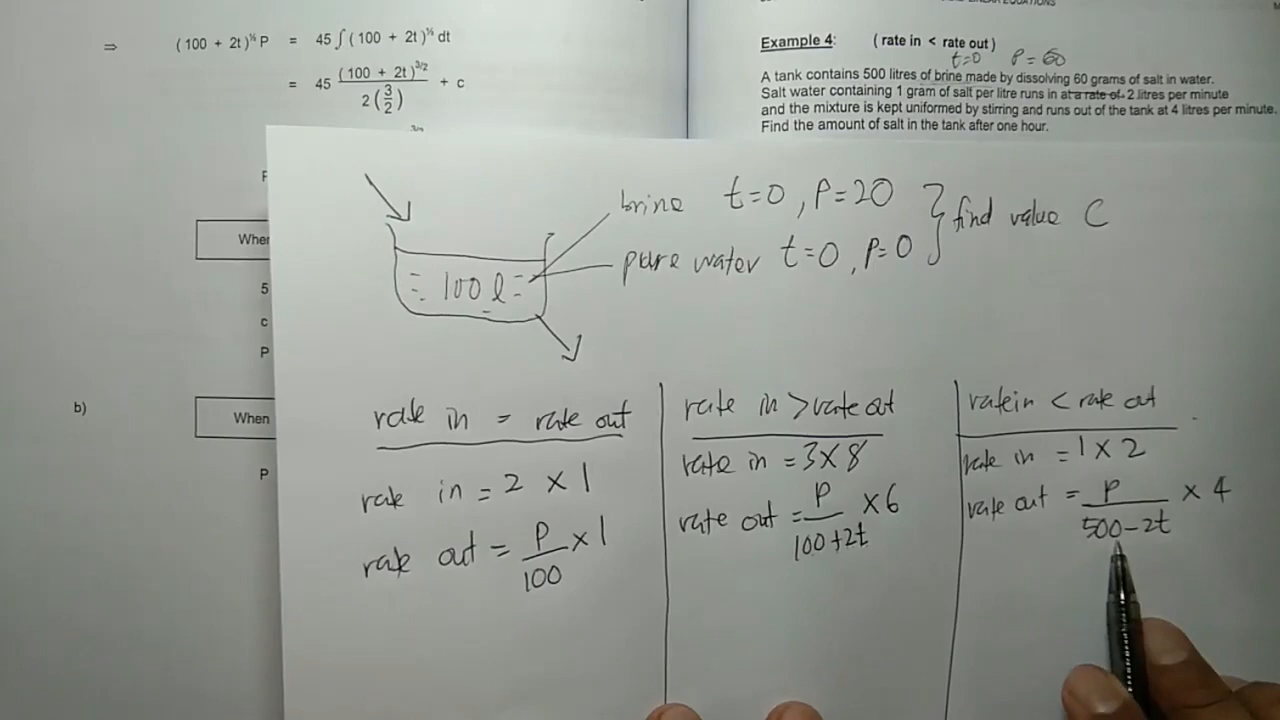 ⇒ (100 + 2t)^½ P = 45 ∫ (100 + 2t)^½ dt
= 45 (100 + 2t)^3/2 / 2(3/2) + c
Example 4: (rate in < rate out)
t=0 P=60
A tank contains 500 litres of brine made by dissolving 60 grams of salt in water.
Salt water containing 1 gram of salt per litre runs in at a rate of 2 litres per minute
and the mixture is kept uniformed by stirring and runs out of the tank at 4 litres per minute.
Find the amount of salt in the tank after one hour.
When
5
c
P
b)
When
P
100 l
brine t=0, P=20
pure water t=0, P=0
} find value C
rate in = rate out
rate in = 2 × 1
rate out = P/100 × 1
rate in > rate out
rate in = 3 × 8
rate out = P/100+2t × 6
rate in < rate out
rate in = 1 × 2
rate out = P/500-2t × 4